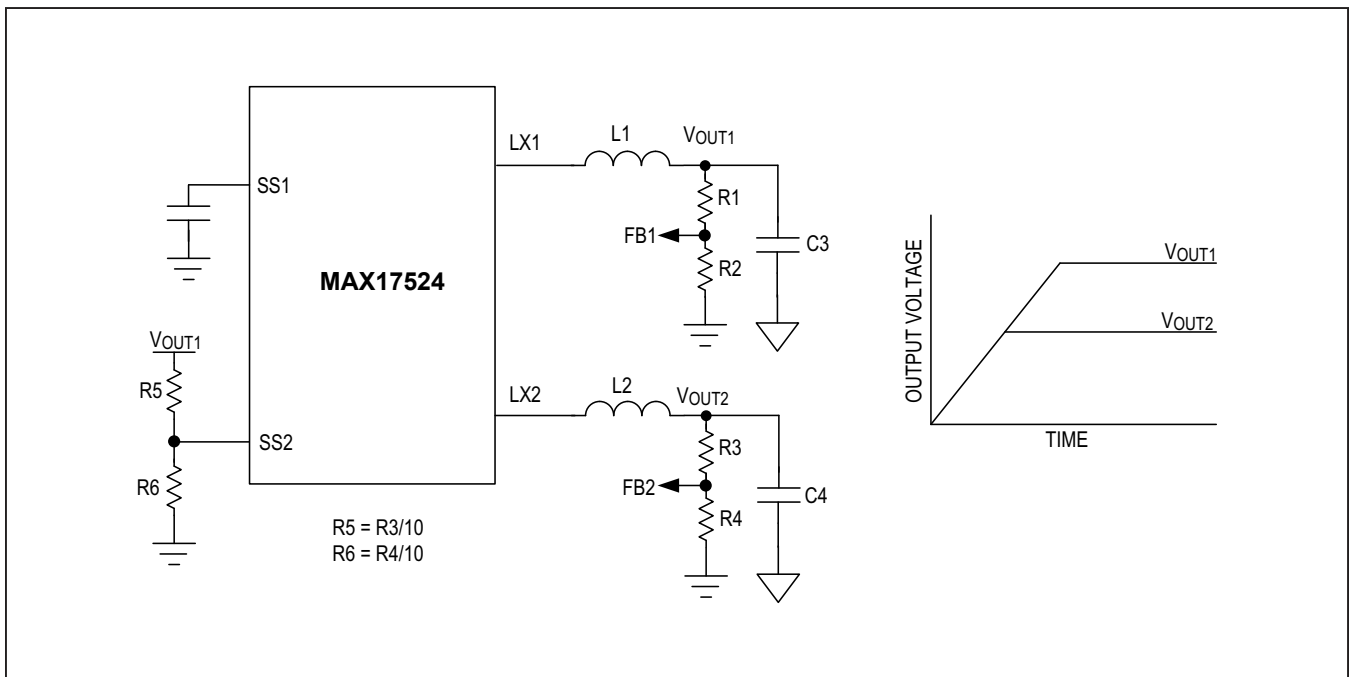 LX1
L1
VOUT1
SS1
R1
FB1
C3
R2
MAX17524
VOUT1
R5
LX2
L2
VOUT2
SS2
R3
R6
FB2
C4
R4
R5 = R3/10
R6 = R4/10
OUTPUT VOLTAGE
VOUT1
VOUT2
TIME